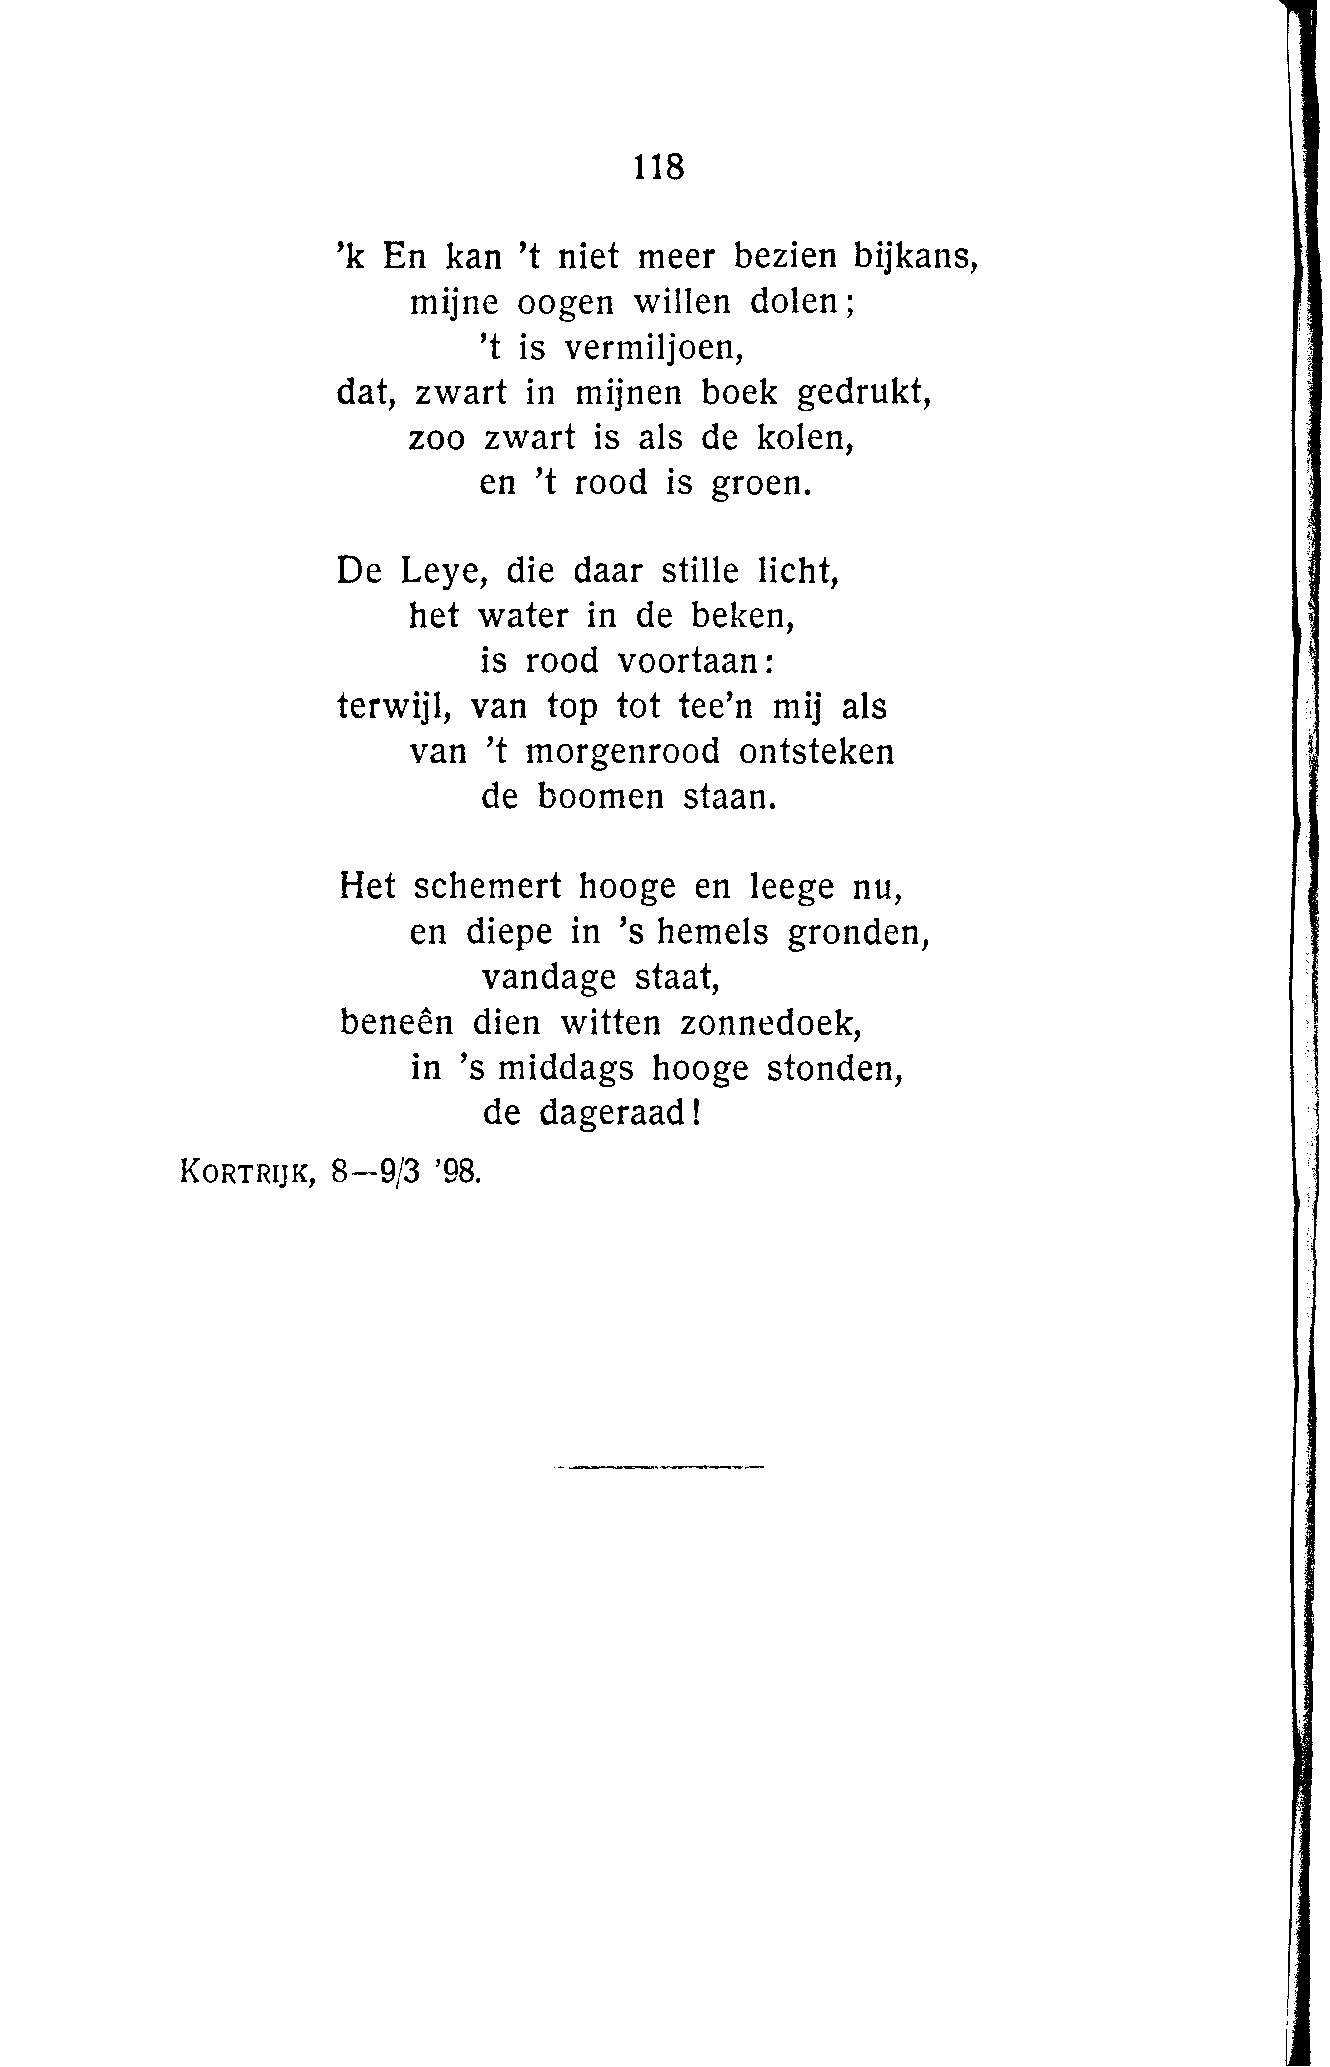 118
’k En kan ’t niet meer bezien bijkans,
mijne oogen willen dolen;
’t is vermiljoen,
dat, zwart in mijnen boek gedrukt,
zoo zwart is als de kolen,
en ’t rood is groen.
De Leye, die daar stille licht,
het water in de beken,
is rood voortaan:
terwijl, van top tot tee’n mij als
van ’t morgenrood ontsteken
de boomen staan.
Het schemert hooge en leege nu,
en diepe in ’s hemels gronden,
vandage staat,
beneên dien witten zonnedoek,
in ’s middags hooge stonden,
de dageraad!
KORTRIJK, 8—9/3 ’98.